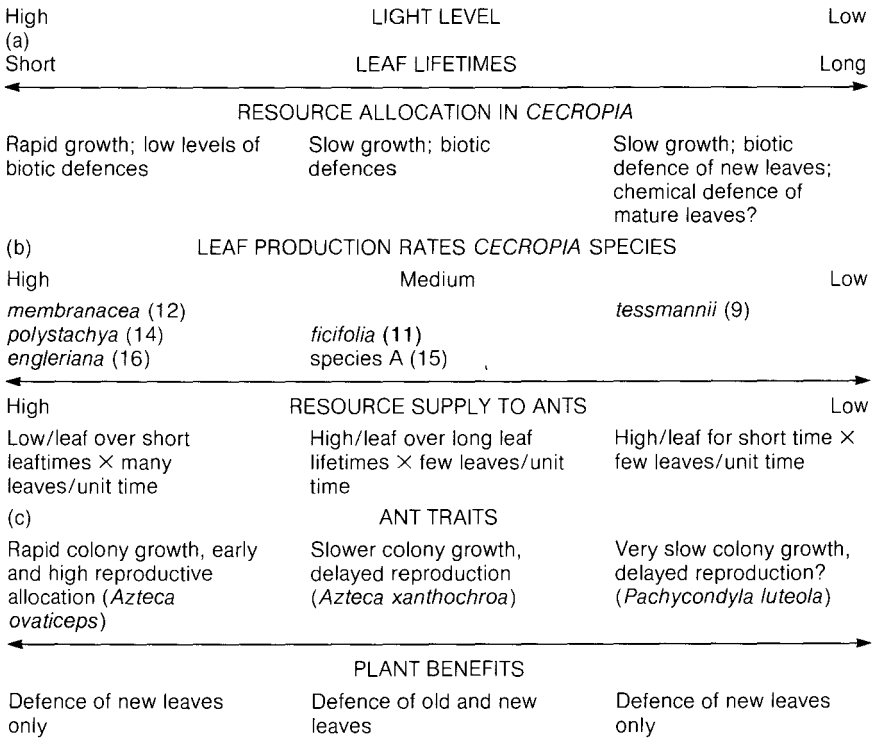 High LIGHT LEVEL Low
(a)
Short LEAF LIFETIMES Long
RESOURCE ALLOCATION IN CECROPIA
Rapid growth; low levels of Slow growth; biotic Slow growth; biotic
biotic defences defences defence of new leaves;
chemical defence of
mature leaves?
(b) LEAF PRODUCTION RATES CECROPIA SPECIES
High Medium Low
membranacea (12) tessmannii (9)
polystachya (14) ficifolia (11)
engleriana (16) species A (15)
High RESOURCE SUPPLY TO ANTS Low
Low/leaf over short High/leaf over long leaf High/leaf for short time ×
leaftimes × many lifetimes × few leaves/unit few leaves/unit time
leaves/unit time time
(c) ANT TRAITS
Rapid colony growth, early Slower colony growth, Very slow colony growth,
and high reproductive delayed reproduction delayed reproduction?
allocation (Azteca (Azteca xanthochroa) (Pachycondyla luteola)
ovaticeps)
PLANT BENEFITS
Defence of new leaves Defence of old and new Defence of new leaves
only leaves only